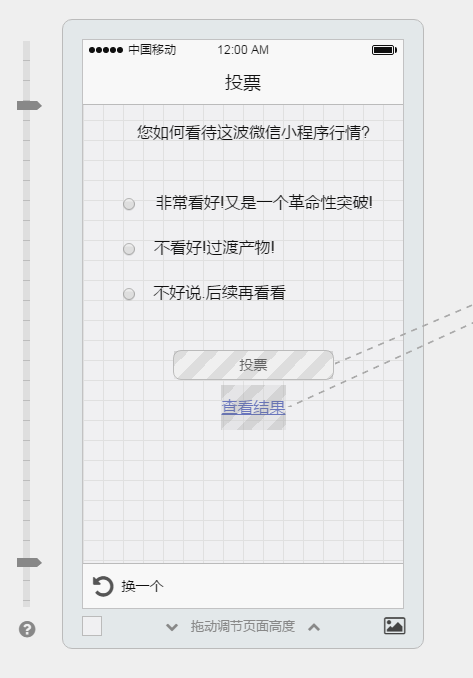 中国移动 12:00 AM
投票
您如何看待这波微信小程序行情?
非常看好!又是一个革命性突破!
不看好!过渡产物!
不好说.后续再看看
投票
查看结果
换一个
拖动调节页面高度
?